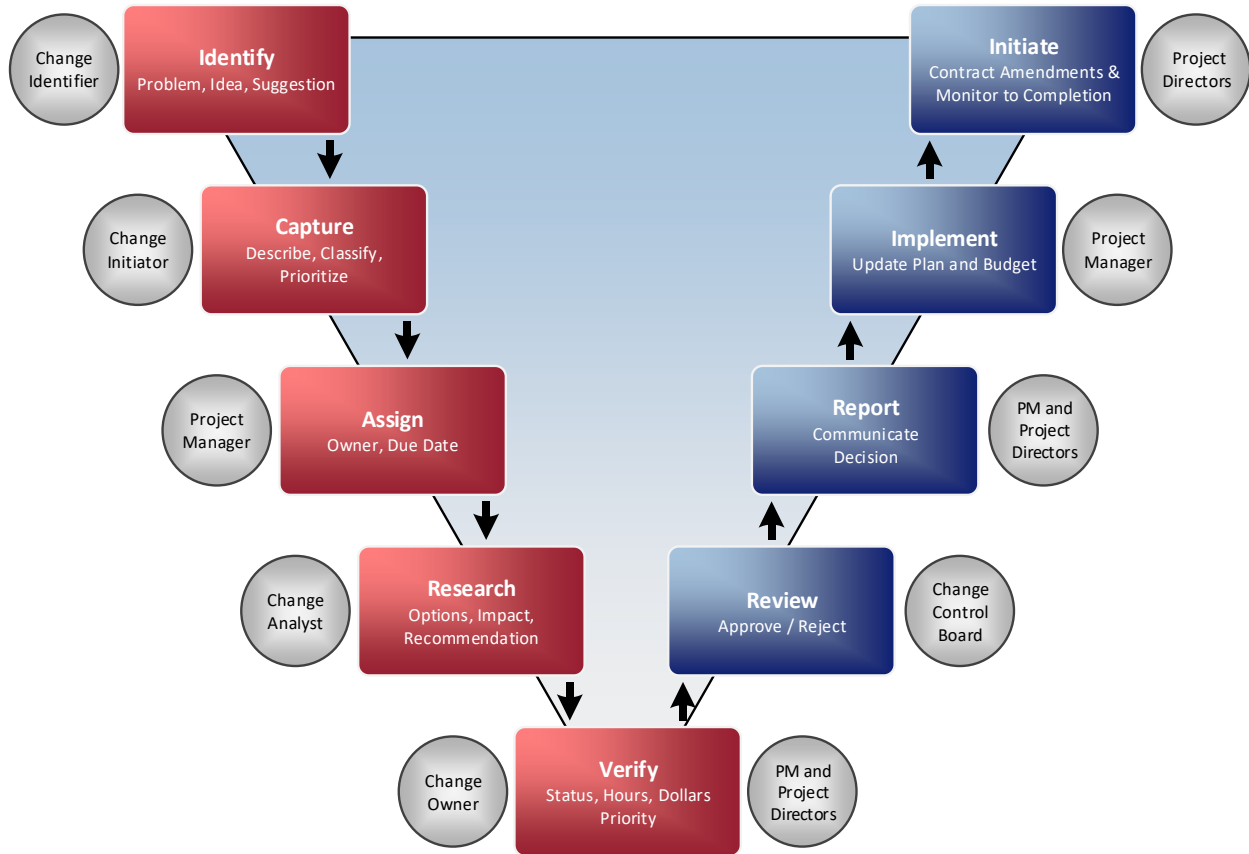 Change
Identifier
Identify
Problem, Idea, Suggestion
Initiate
Contract Amendments &
Monitor to Completion
Project
Directors
Change
Initiator
Capture
Describe, Classify,
Prioritize
Implement
Update Plan and Budget
Project
Manager
Project
Manager
Assign
Owner, Due Date
Report
Communicate
Decision
PM and
Project
Directors
Change
Analyst
Research
Options, Impact,
Recommendation
Review
Approve / Reject
Change
Control
Board
Change
Owner
Verify
Status, Hours, Dollars
Priority
PM and
Project
Directors